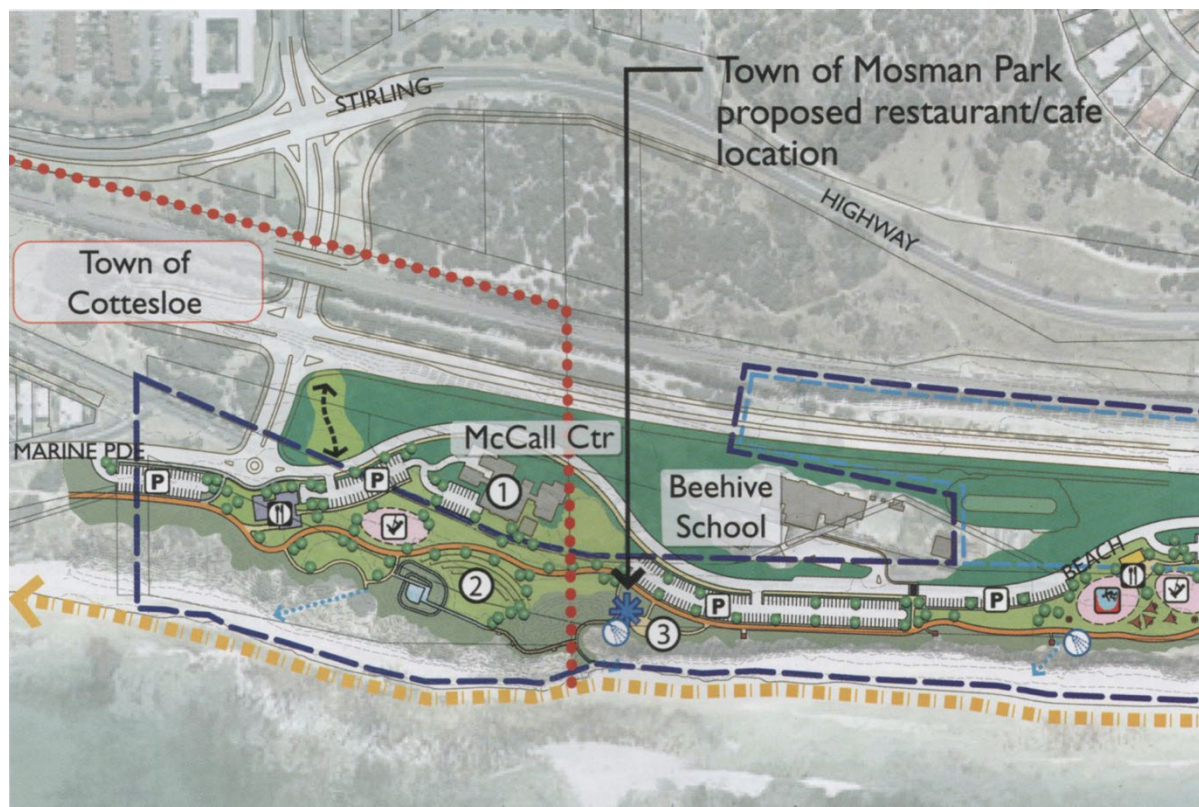 Town of Mosman Park
proposed restaurant/cafe
location
STIRLING
HIGHWAY
Town of
Cottesloe
McCall Ctr
MARINE PDE
P
P
1
Beehive
School
BEACH
2
P
P
3